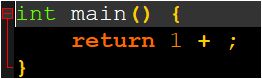 int main() {
    return 1 + ;
}